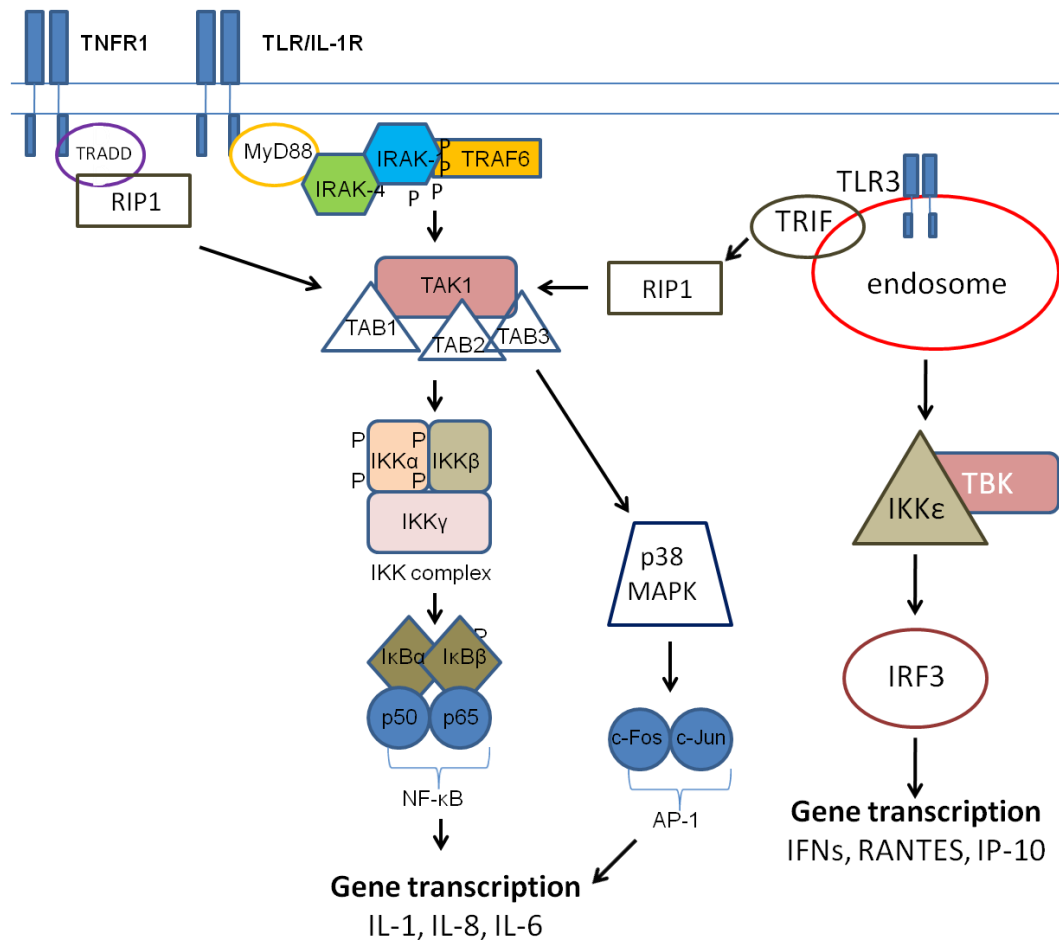 TNFR1
TLR/IL-1R
TRADD
RIP1
MyD88
IRAK-4
IRAK-1
P
P
P
P
TRAF6
TLR3
TRIF
endosome
RIP1
TAK1
TAB1
TAB2
TAB3
P
P
P
P
IKKα
IKKβ
IKKγ
IKK complex
p38
MAPK
TBK
IKKε
IκBα
IκBβ
P
p50
p65
NF-κB
c-Fos
c-Jun
AP-1
IRF3
Gene transcription
IFNs, RANTES, IP-10
Gene transcription
IL-1, IL-8, IL-6